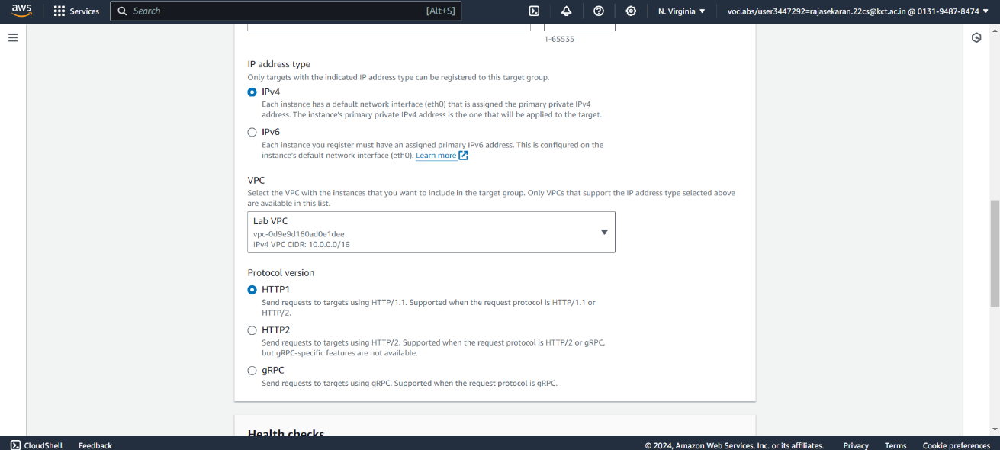 aws
Services
Search
[Alt+S]
N. Virginia
voclabs/user3447292=rajasekaran.22cs@kct.ac.in @ 0131-9487-8474
1-65535
IP address type
Only targets with the indicated IP address type can be registered to this target group.
IPv4
Each instance has a default network interface (eth0) that is assigned the primary private IPv4
address. The instance's primary private IPv4 address is the one that will be applied to the target.
IPv6
Each instance you register must have an assigned primary IPv6 address. This is configured on the
instance's default network interface (eth0). Learn more
VPC
Select the VPC with the instances that you want to include in the target group. Only VPCs that support the IP address type selected above
are available in this list.
Lab VPC
vpc-0d9e9d160ad0e1dee
IPv4 VPC CIDR: 10.0.0.0/16
Protocol version
HTTP1
Send requests to targets using HTTP/1.1. Supported when the request protocol is HTTP/1.1 or
HTTP/2.
HTTP2
Send requests to targets using HTTP/2. Supported when the request protocol is HTTP/2 or gRPC,
but gRPC-specific features are not available.
gRPC
Send requests to targets using gRPC. Supported when the request protocol is gRPC.
Health checks
CloudShell
Feedback
© 2024, Amazon Web Services, Inc. or its affiliates.
Privacy
Terms
Cookie preferences